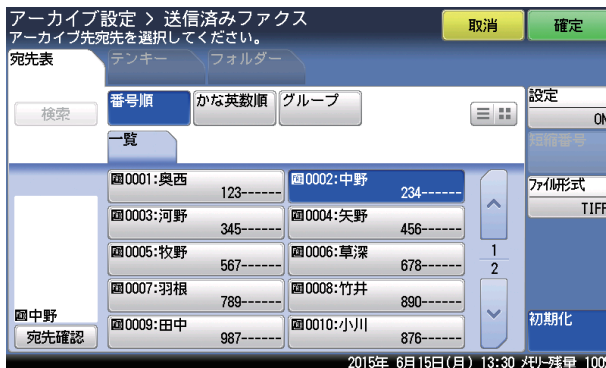 アーカイブ設定 > 送信済みファクス
アーカイブ先宛先を選択してください。
取消
確定
宛先表
テンキー
フォルダー
検索
番号順
かな英数順
グループ
一覧
0001:奥西
123------
0002:中野
234------
0003:河野
345------
0004:矢野
456------
0005:牧野
567------
0006:草深
678------
0007:羽根
789------
0008:竹井
890------
0009:田中
987------
0010:小川
876------
1
2
中野
宛先確認
設定
ON
短縮番号
ファイル形式
TIFF
初期化
2015年 6月15日(月) 13:30 メモリー残量 100%